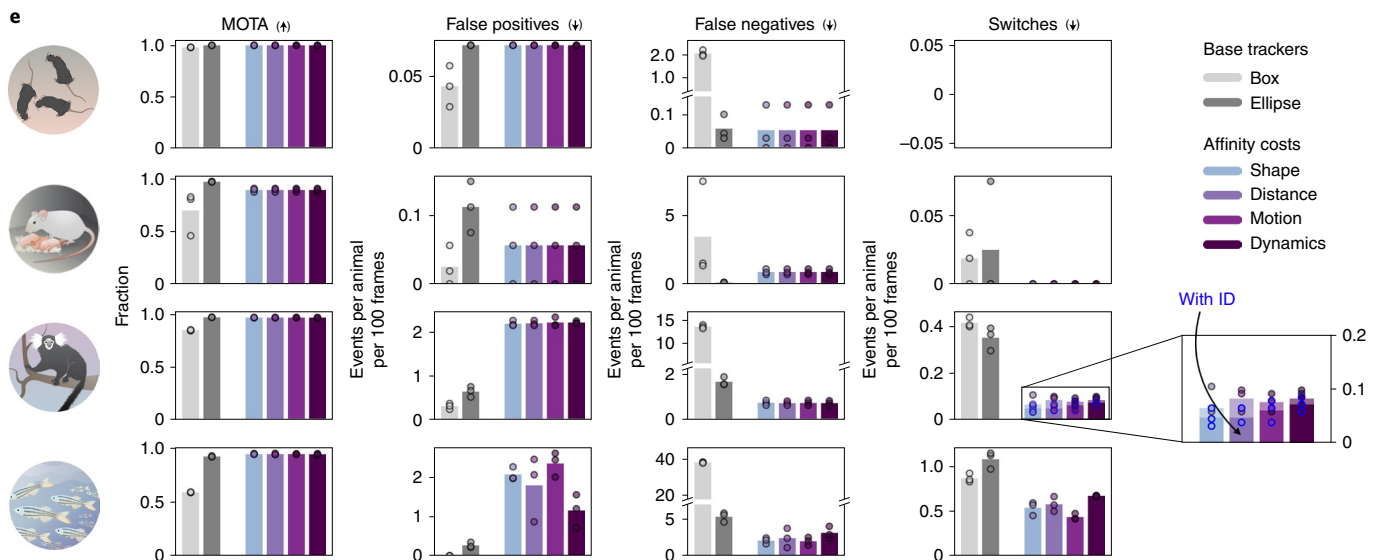 e
MOTA (↑)
False positives (↓)
False negatives (↓)
Switches (↓)
1.0
0.5
0
0.05
0
2.0
1.0
0.1
0
0.05
0
−0.05
Base trackers
Box
Ellipse
Affinity costs
Shape
Distance
Motion
Dynamics
Fraction
Events per animal
per 100 frames
Events per animal
per 100 frames
Events per animal
per 100 frames
1.0
0.5
0
0.1
0
5
0
0.05
0
1.0
0.5
0
2
1
0
15
10
2
0
0.4
0.2
0
With ID
0.2
0.1
0
1.0
0.5
0
2
1
0
40
20
5
0
1.0
0.5
0